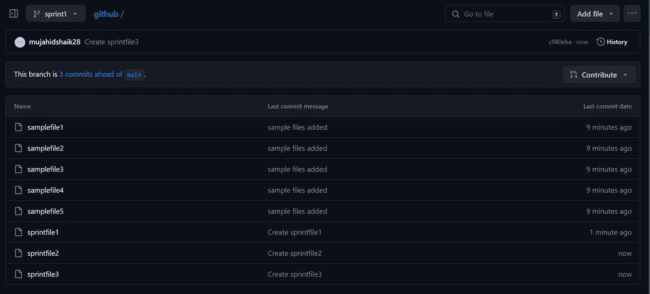 sprint1 github / Go to file t Add file
mujahidshaik28 Create sprintfile3 c980eba · now History
This branch is 3 commits ahead of main. Contribute
Name Last commit message Last commit date
samplefile1 sample files added 9 minutes ago
samplefile2 sample files added 9 minutes ago
samplefile3 sample files added 9 minutes ago
samplefile4 sample files added 9 minutes ago
samplefile5 sample files added 9 minutes ago
sprintfile1 Create sprintfile1 1 minute ago
sprintfile2 Create sprintfile2 now
sprintfile3 Create sprintfile3 now